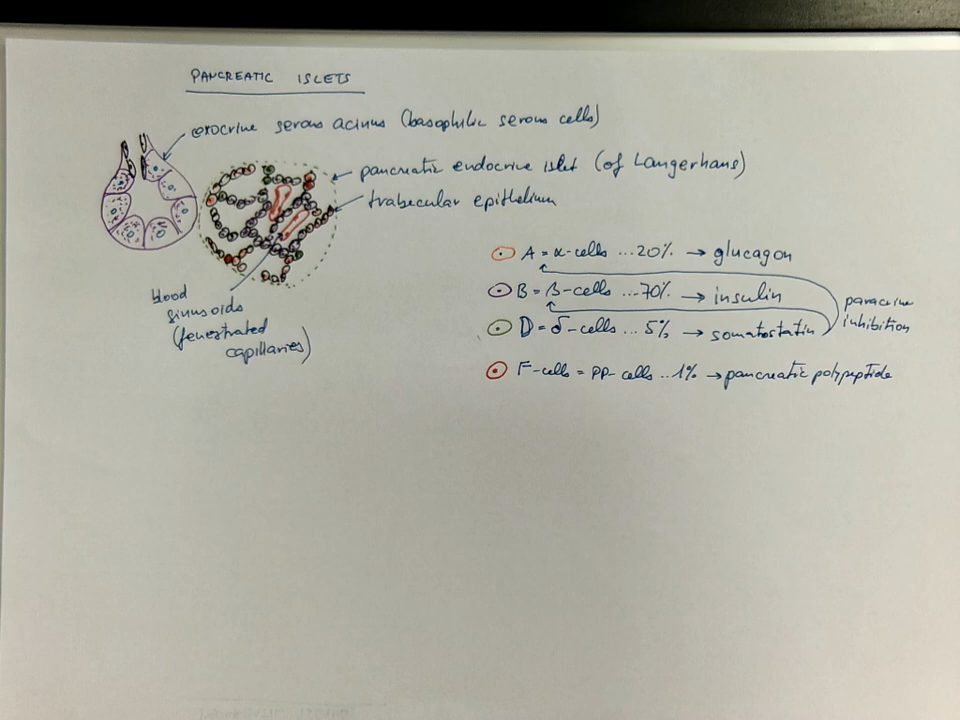 PANCREATIC ISLETS
exocrine serous acinus (basophilic serous cells)
pancreatic endocrine islet (of Langerhans)
trabecular epithelium
blood
sinusoids
(fenestrated
capillaries)
A = α-cells ...20% → glucagon
B = β-cells ...70% → insulin
D = δ-cells ... 5% → somatostatin
F-cells = PP-cells ...1% → pancreatic polypeptide
paracrine
inhibition